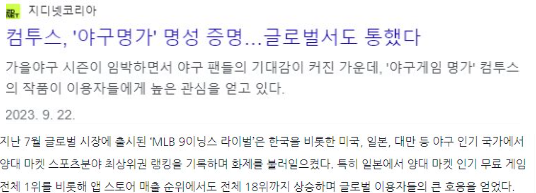 지디넷코리아
컴투스, '야구명가' 명성 증명…글로벌서도 통했다
가을야구 시즌이 임박하면서 야구 팬들의 기대감이 커진 가운데, '야구게임 명가' 컴투스
의 작품이 이용자들에게 높은 관심을 얻고 있다.
2023. 9. 22.
지난 7월 글로벌 시장에 출시된 'MLB 9이닝스 라이벌'은 한국을 비롯한 미국, 일본, 대만 등 야구 인기 국가에서
양대 마켓 스포츠분야 최상위권 랭킹을 기록하며 화제를 불러일으켰다. 특히 일본에서 양대 마켓 인기 무료 게임
전체 1위를 비롯해 앱 스토어 매출 순위에서도 전체 18위까지 상승하며 글로벌 이용자들의 큰 호응을 얻었다.